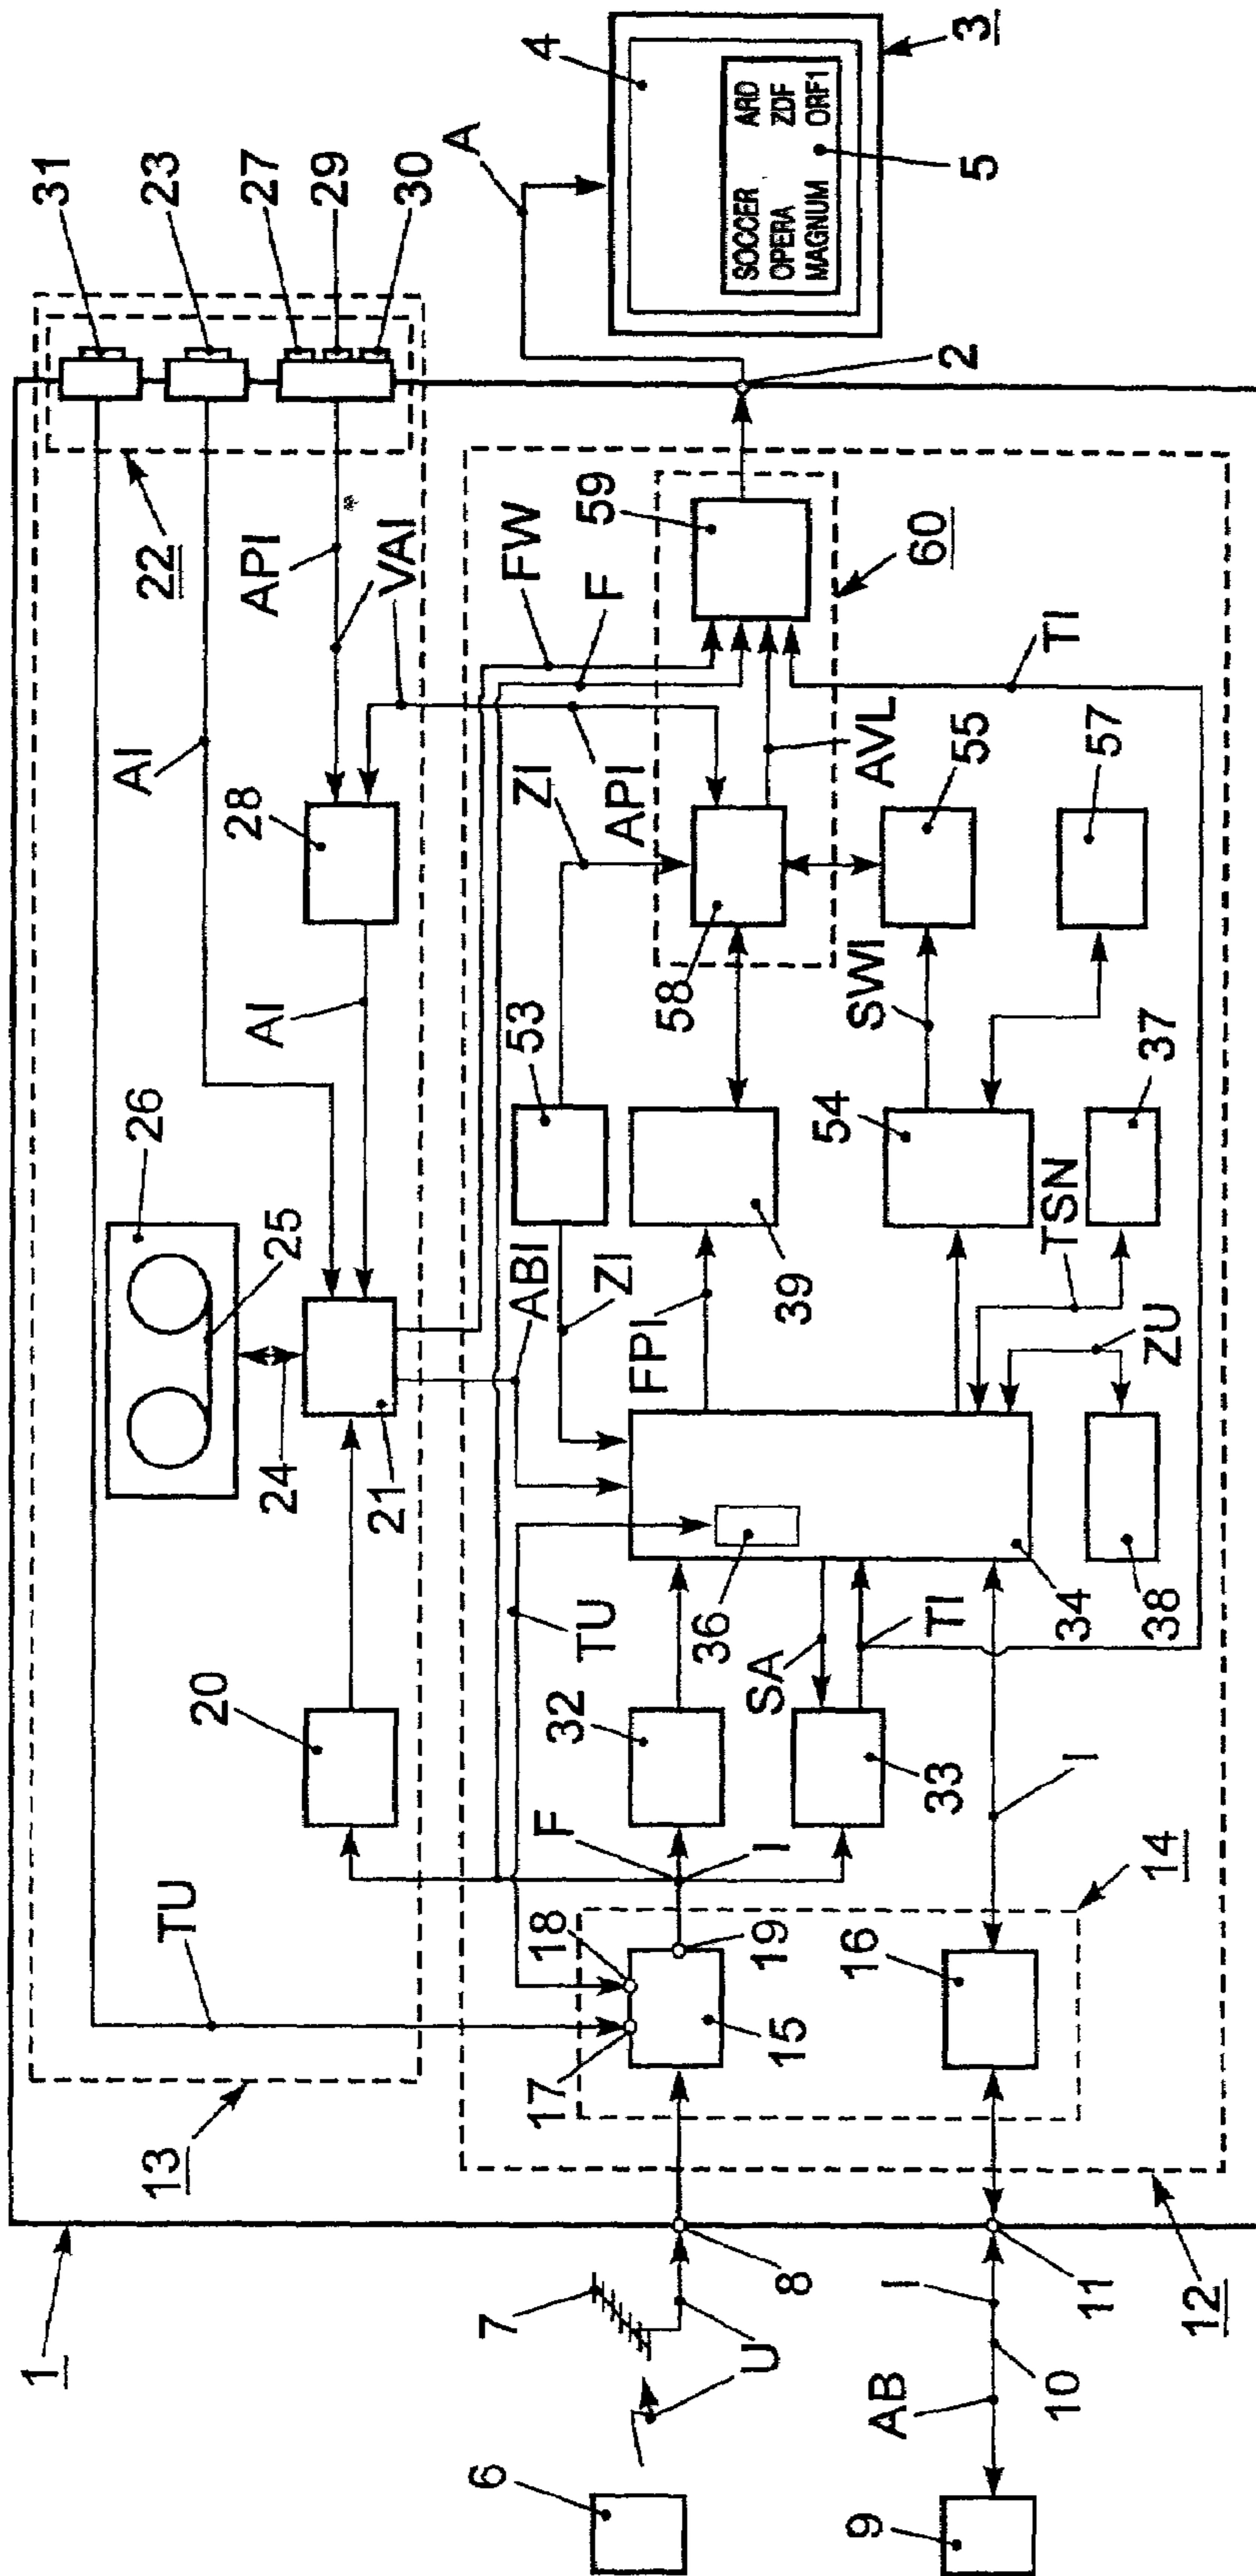 1
13
TU
20
26
25
24
21
AI
AI
28
22
API
VAI
31
23
27
29
30
A
4
SOCCER ARD
OPERA ZDF
MAGNUM ORF1
5
3
2
6
7
U
8
17
18
19
15
F
I
TU
32
33
SA
TI
36
34
ABI
ZI
FPI
53
39
ZI
API
58
AVL
FW
F
59
60
TI
SWI
54
55
57
TSN
37
ZU
38
16
14
I
9
AB
10
I
11
12